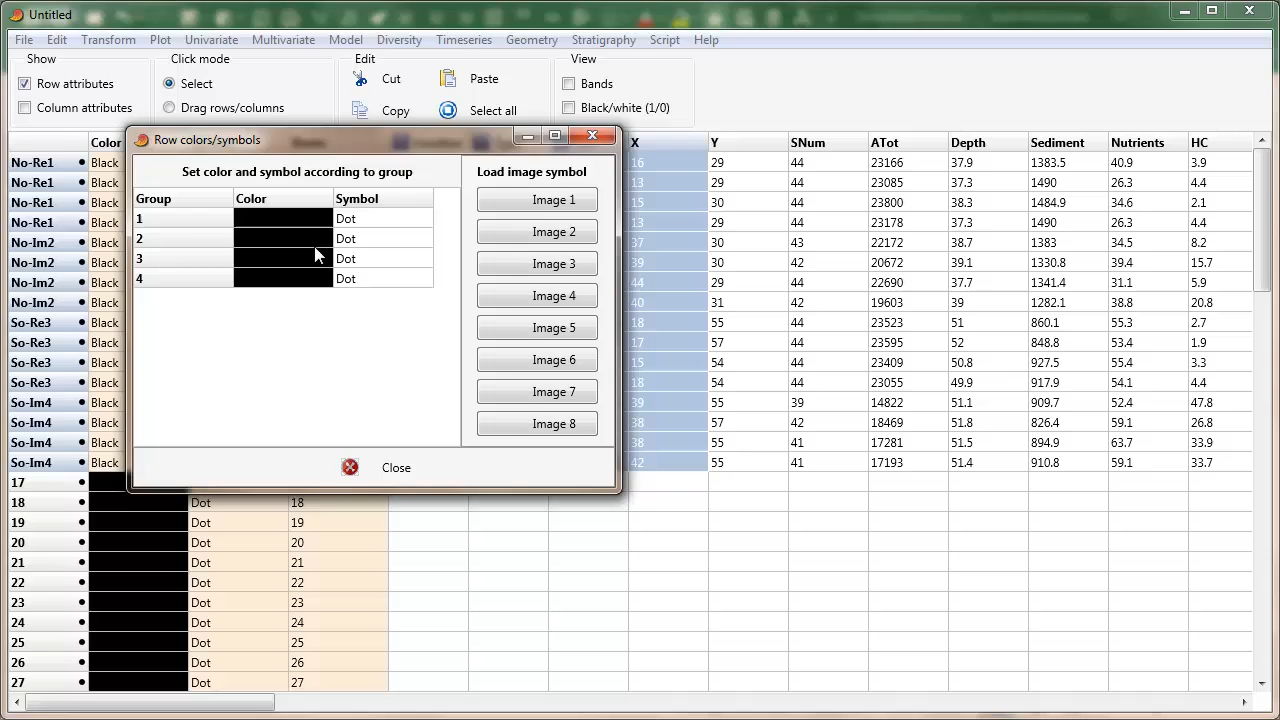 Untitled
File Edit Transform Plot Univariate Multivariate Model Diversity Timeseries Geometry Stratigraphy Script Help
Show Click mode Edit View
Row attributes Select Cut Paste Bands
Column attributes Drag rows/columns Copy Select all Black/white (1/0)
Row colors/symbols
Set color and symbol according to group Load image symbol
Group Color Symbol
1 Dot Image 1
2 Dot Image 2
3 Dot Image 3
4 Dot Image 4
Image 5
Image 6
Image 7
Image 8
Close
Color X Y SNum ATot Depth Sediment Nutrients HC
No-Re1 Black 16 29 44 23166 37.9 1383.5 40.9 3.9
No-Re1 Black 13 29 44 23085 37.3 1490 26.3 4.4
No-Re1 Black 15 30 44 23800 38.3 1484.9 34.6 2.1
No-Re1 Black 13 29 44 23178 37.3 1490 26.3 4.4
No-Im2 Black 37 30 43 22172 38.7 1383 34.5 8.2
No-Im2 Black 39 30 42 20672 39.1 1330.8 39.4 15.7
No-Im2 Black 44 29 44 22690 37.7 1341.4 31.1 5.9
No-Im2 Black 40 31 42 19603 39 1282.1 38.8 20.8
So-Re3 Black 18 55 44 23523 51 860.1 55.3 2.7
So-Re3 Black 17 57 44 23595 52 848.8 53.4 1.9
So-Re3 Black 15 54 44 23409 50.8 927.5 55.4 3.3
So-Re3 Black 18 54 44 23055 49.9 917.9 54.1 4.4
So-Im4 Black 39 55 39 14822 51.1 909.7 52.4 47.8
So-Im4 Black 38 57 42 18469 51.8 826.4 59.1 26.8
So-Im4 Black 38 55 41 17281 51.5 894.9 63.7 33.9
So-Im4 Black 42 55 41 17193 51.4 910.8 59.1 33.7
17
18 Dot 18
19 Dot 19
20 Dot 20
21 Dot 21
22 Dot 22
23 Dot 23
24 Dot 24
25 Dot 25
26 Dot 26
27 Dot 27